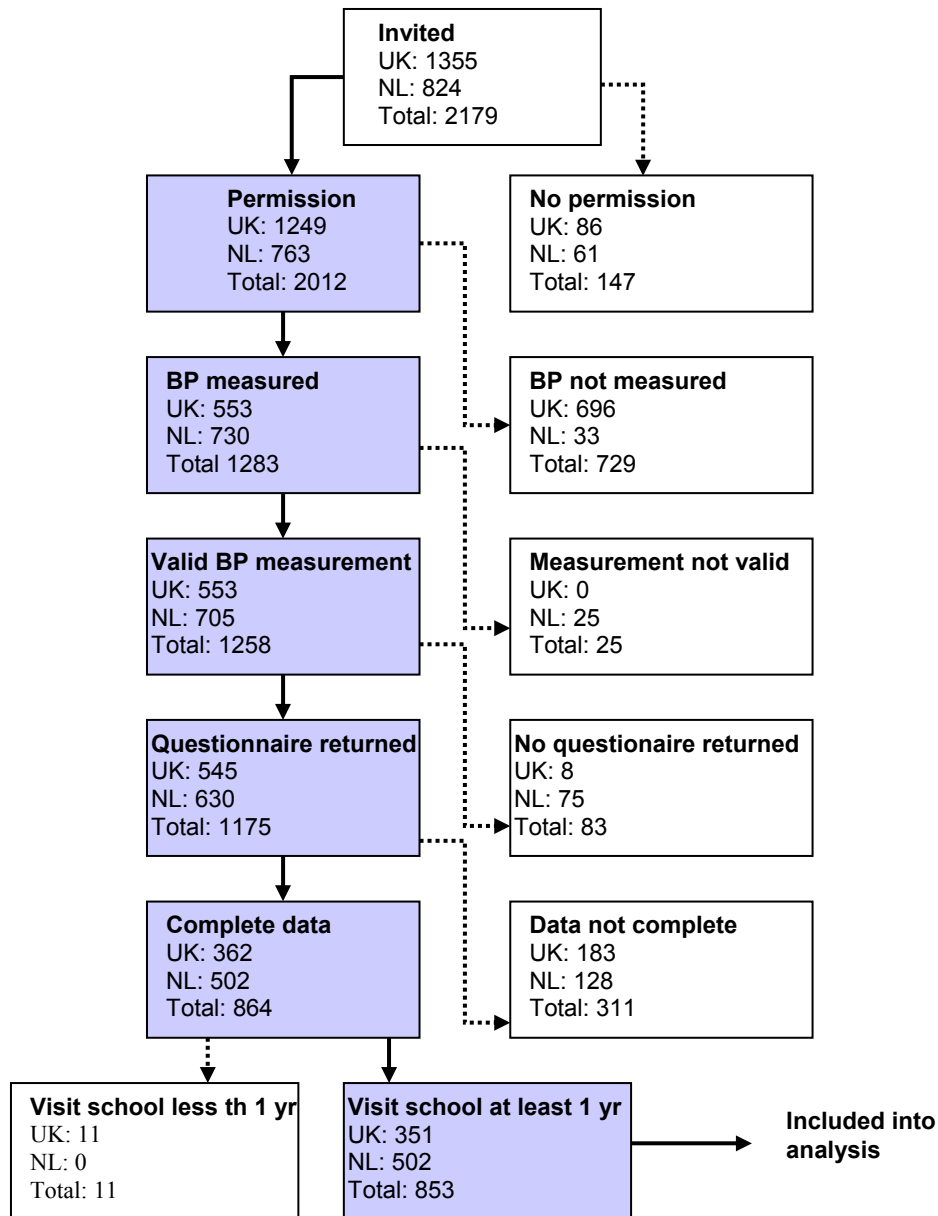 Invited
UK: 1355
NL: 824
Total: 2179
Permission
UK: 1249
NL: 763
Total: 2012
No permission
UK: 86
NL: 61
Total: 147
BP measured
UK: 553
NL: 730
Total 1283
BP not measured
UK: 696
NL: 33
Total: 729
Valid BP measurement
UK: 553
NL: 705
Total: 1258
Measurement not valid
UK: 0
NL: 25
Total: 25
Questionnaire returned
UK: 545
NL: 630
Total: 1175
No questionaire returned
UK: 8
NL: 75
Total: 83
Complete data
UK: 362
NL: 502
Total: 864
Data not complete
UK: 183
NL: 128
Total: 311
Visit school less th 1 yr
UK: 11
NL: 0
Total: 11
Visit school at least 1 yr
UK: 351
NL: 502
Total: 853
Included into
analysis